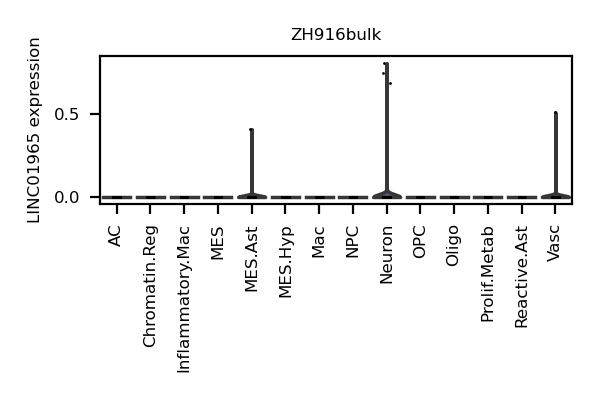 ZH916bulk
LINC01965 expression
0.5
0.0
AC
Chromatin.Reg
Inflammatory.Mac
MES
MES.Ast
MES.Hyp
Mac
NPC
Neuron
OPC
Oligo
Prolif.Metab
Reactive.Ast
Vasc